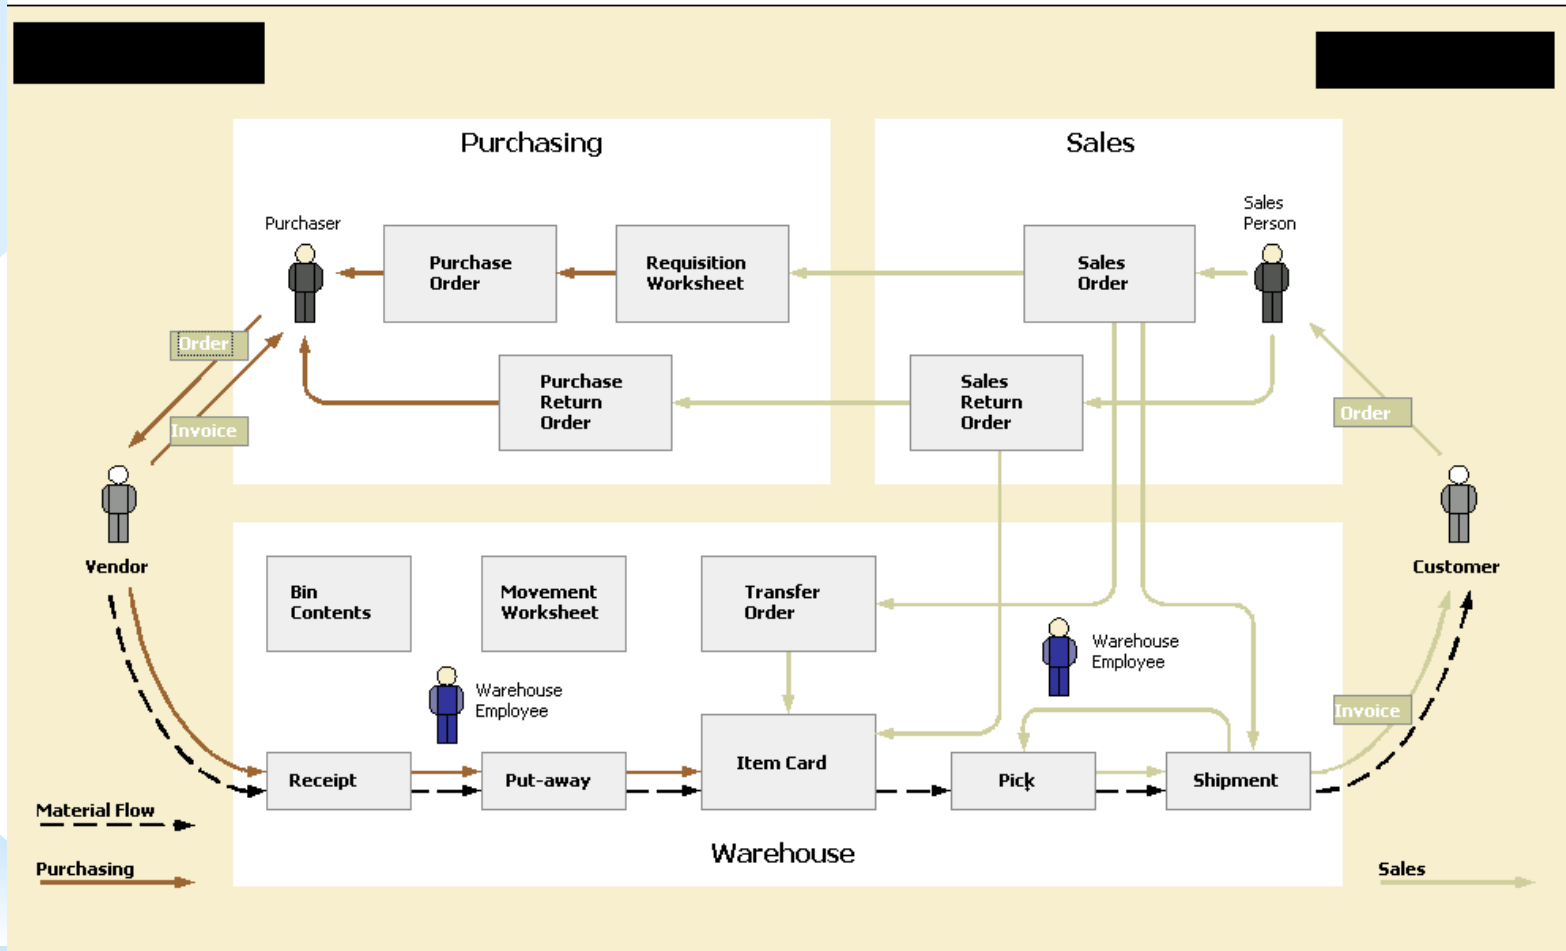 Purchasing
Sales
Purchaser
Purchase
Order
Requisition
Worksheet
Sales
Order
Sales
Person
Order
Invoice
Purchase
Return
Order
Sales
Return
Order
Order
Vendor
Customer
Bin
Contents
Movement
Worksheet
Transfer
Order
Warehouse
Employee
Warehouse
Employee
Invoice
Receipt
Put-away
Item Card
Pick
Shipment
Material Flow
Warehouse
Purchasing
Sales